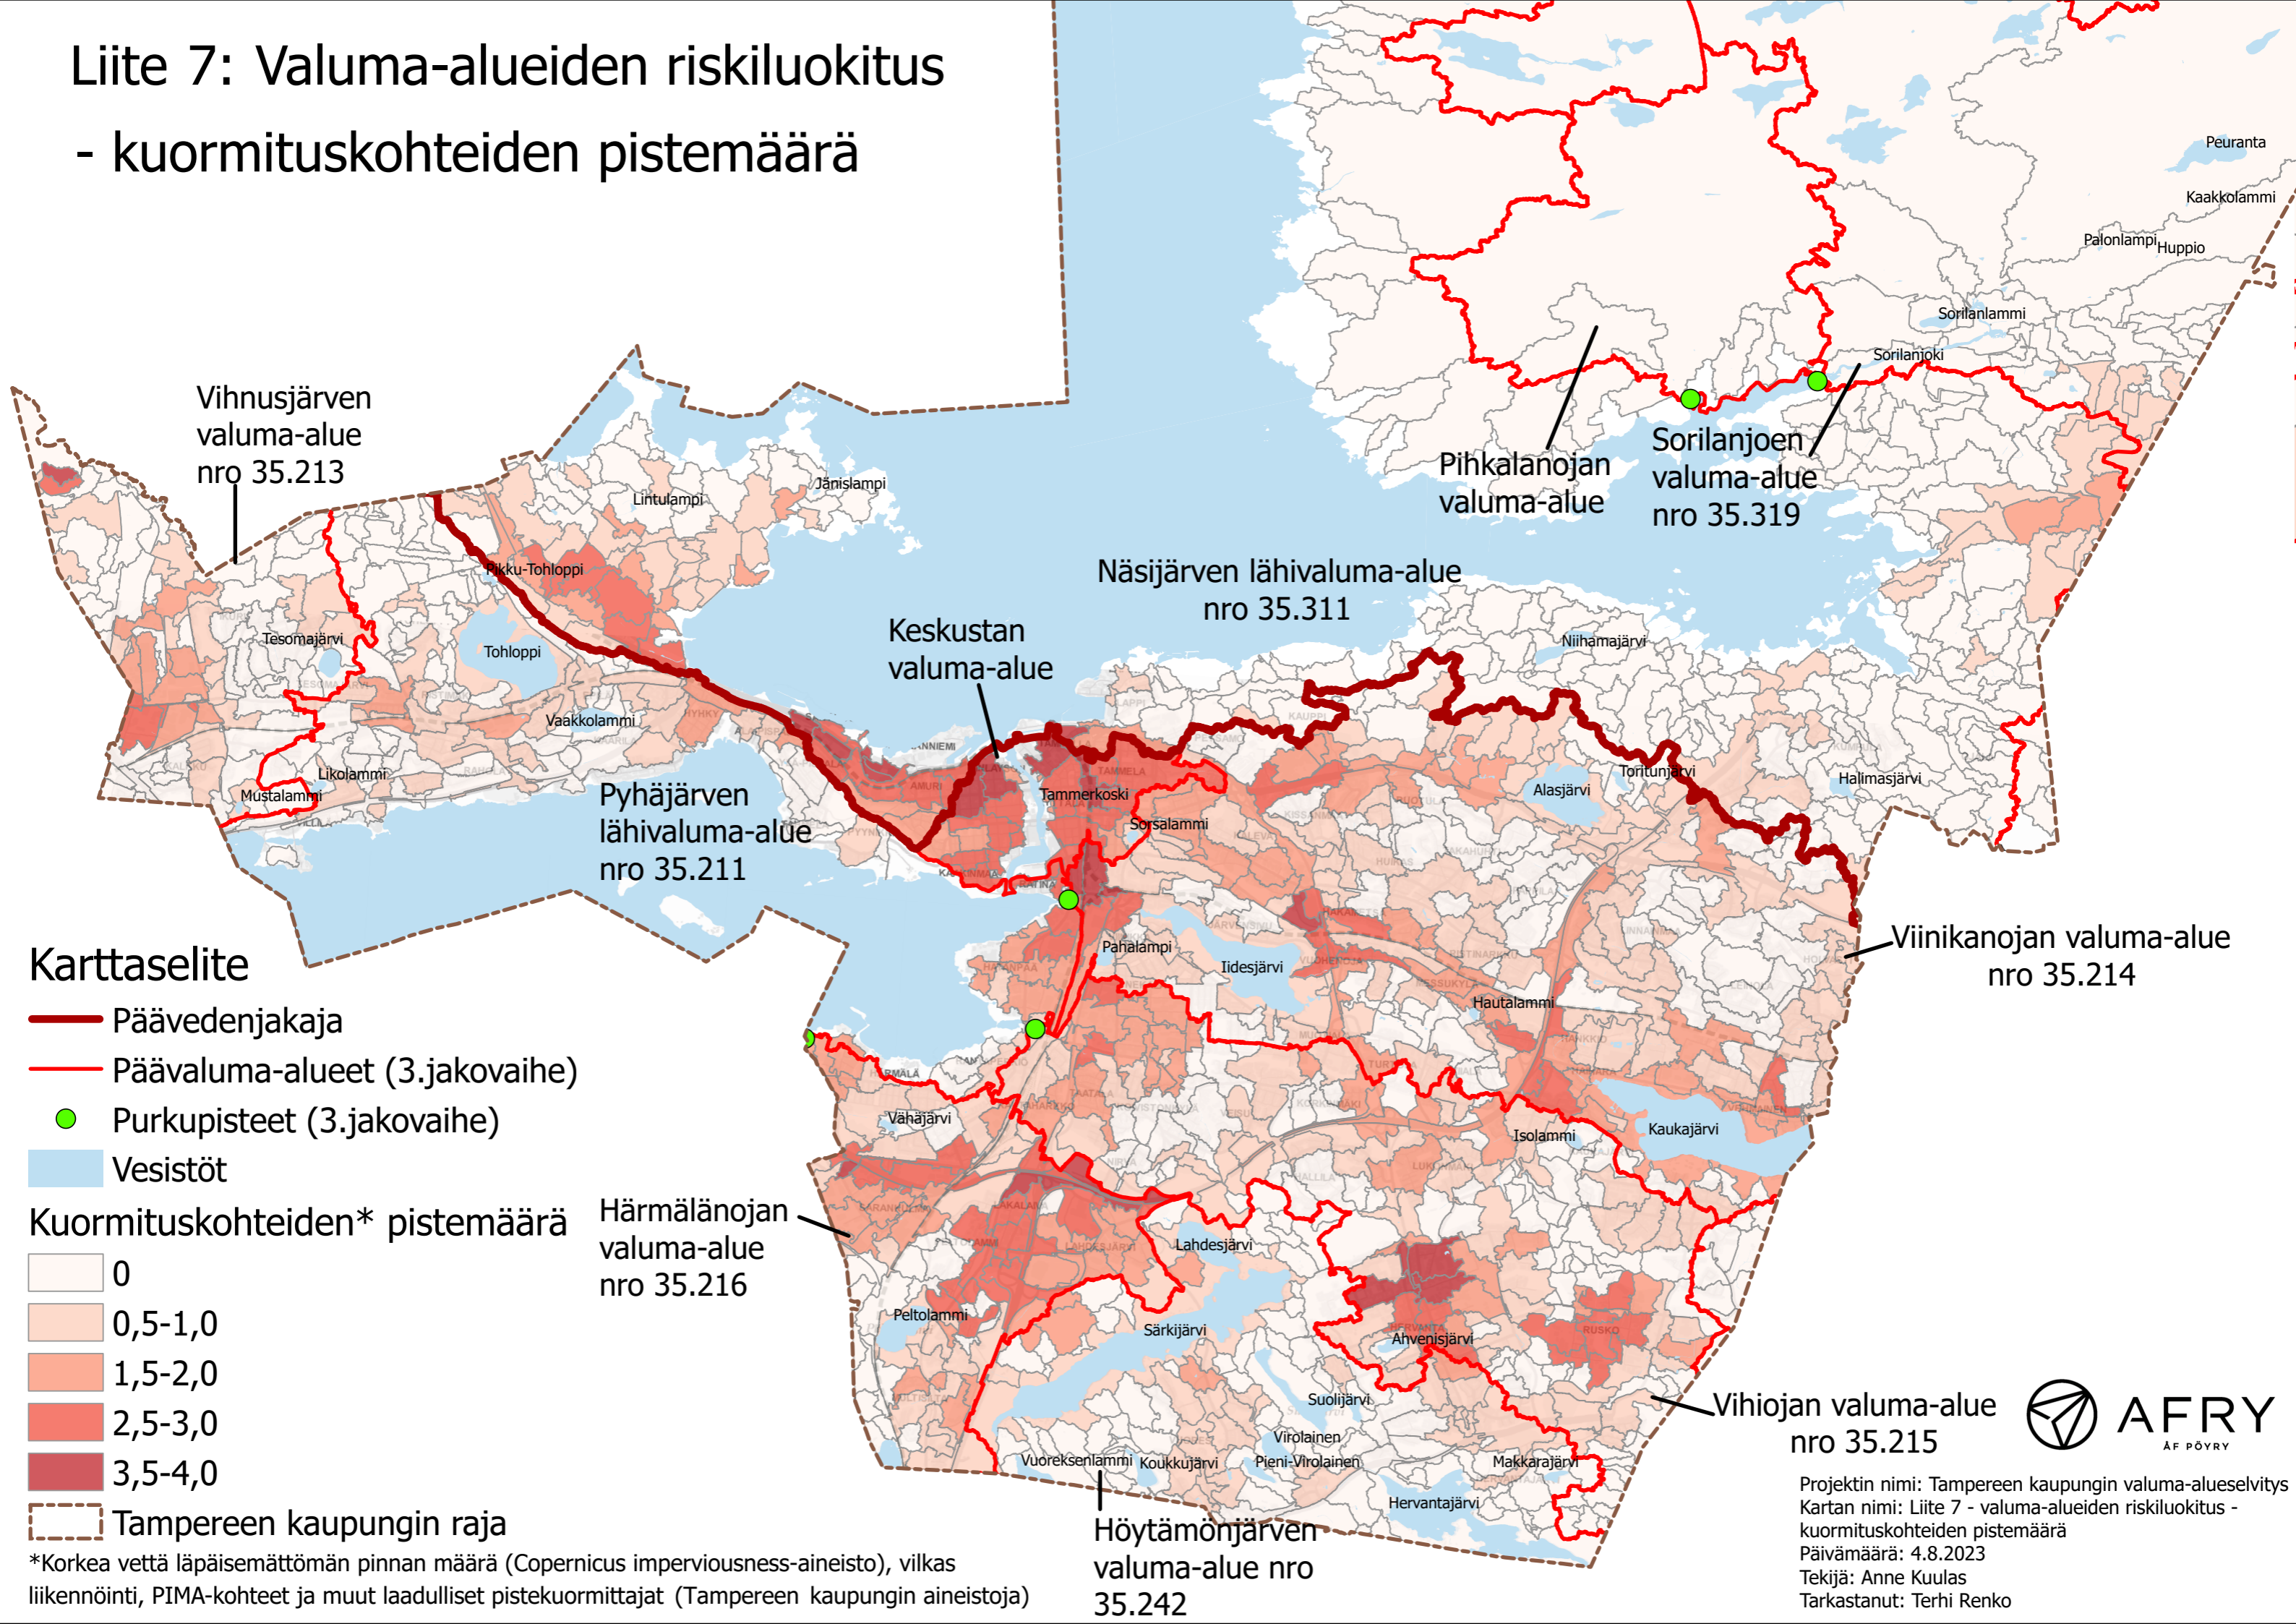 Liite 7: Valuma-alueiden riskiluokitus
- kuormituskohteiden pistemäärä
Peuranta
Kaakkolammi
Palonlampi
Huppio
Sorilanlammi
Sorilanjoki
Vihnusjärven
valuma-alue
nro 35.213
Pihkalanojan
valuma-alue
Sorilanjoen
valuma-alue
nro 35.319
Lintulampi
Jänislampi
Pikku-Tohloppi
Näsijärven lähivaluma-alue
nro 35.311
Keskustan
valuma-alue
Tesomajärvi
Tohloppi
Niihamajärvi
Vaakkolammi
HYHKY
Likolammi
Mustalammi
Pyhäjärven
lähivaluma-alue
nro 35.211
AMURI
TAMMELA
Tammerkoski
Sorsalammi
KAUPPI
Alasjärvi
Toritunjärvi
Halimasjärvi
Pahalampi
Iidesjärvi
Hautalammi
Viinikanojan valuma-alue
nro 35.214
Karttaselite
Päävedenjakaja
Päävaluma-alueet (3.jakovaihe)
Purkupisteet (3.jakovaihe)
Vesistöt
Kuormituskohteiden* pistemäärä
0
0,5-1,0
1,5-2,0
2,5-3,0
3,5-4,0
Tampereen kaupungin raja
*Korkea vettä läpäisemättömän pinnan määrä (Copernicus imperviousness-aineisto), vilkas
liikennöinti, PIMA-kohteet ja muut laadulliset pistekuormittajat (Tampereen kaupungin aineistoja)
Vähäjärvi
Isolammi
Kaukajärvi
Härmälänojan
valuma-alue
nro 35.216
Lahdesjärvi
Peltolammi
Särkijärvi
HERVANTA
Ahvenisjärvi
RUSKO
Suolijärvi
Virolainen
Vuoreksenlammi
Koukkujärvi
Pieni-Virolainen
Makkarajärvi
Hervantajärvi
Höytämönjärven
valuma-alue nro
35.242
Vihiojan valuma-alue
nro 35.215
AFRY
ÅF PÖYRY
Projektin nimi: Tampereen kaupungin valuma-alueselvitys
Kartan nimi: Liite 7 - valuma-alueiden riskiluokitus -
kuormituskohteiden pistemäärä
Päivämäärä: 4.8.2023
Tekijä: Anne Kuulas
Tarkastanut: Terhi Renko